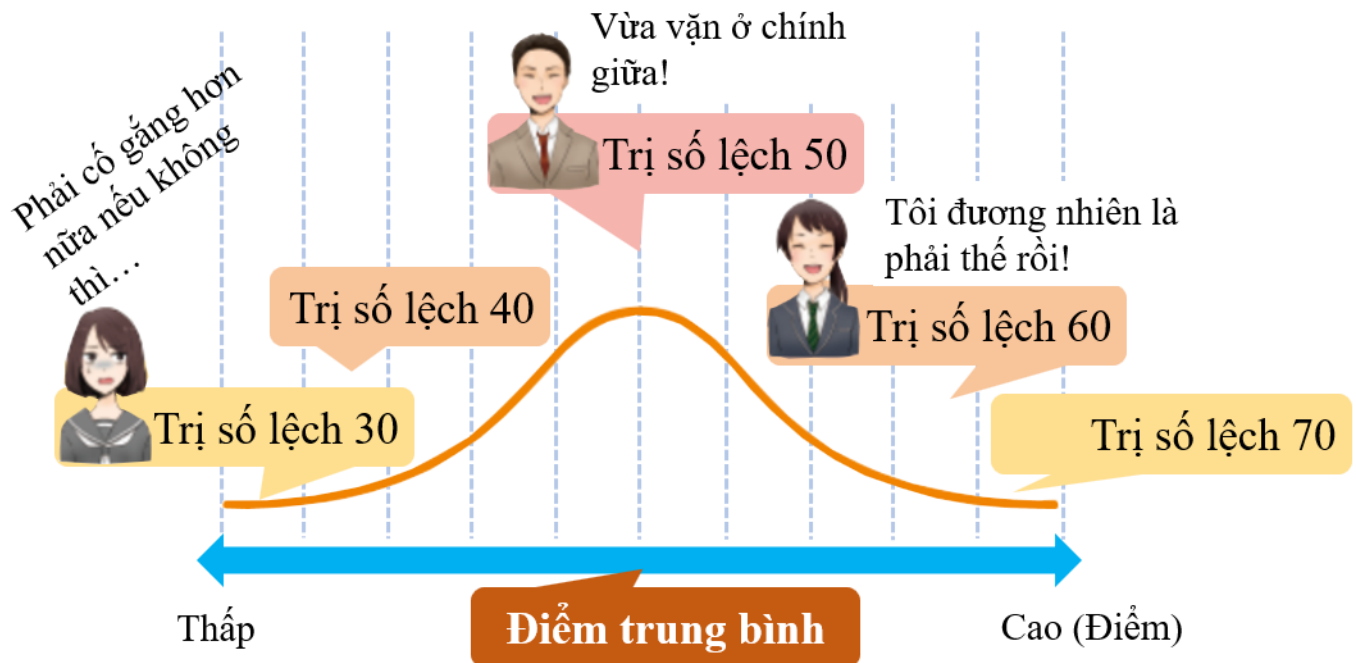 Vừa vặn ở chính
giữa!
Trị số lệch 50
Phải cố gắng hơn
nữa nếu không
thì…
Tôi đương nhiên là
phải thế rồi!
Trị số lệch 40
Trị số lệch 60
Trị số lệch 30
Trị số lệch 70
Thấp
Điểm trung bình
Cao (Điểm)